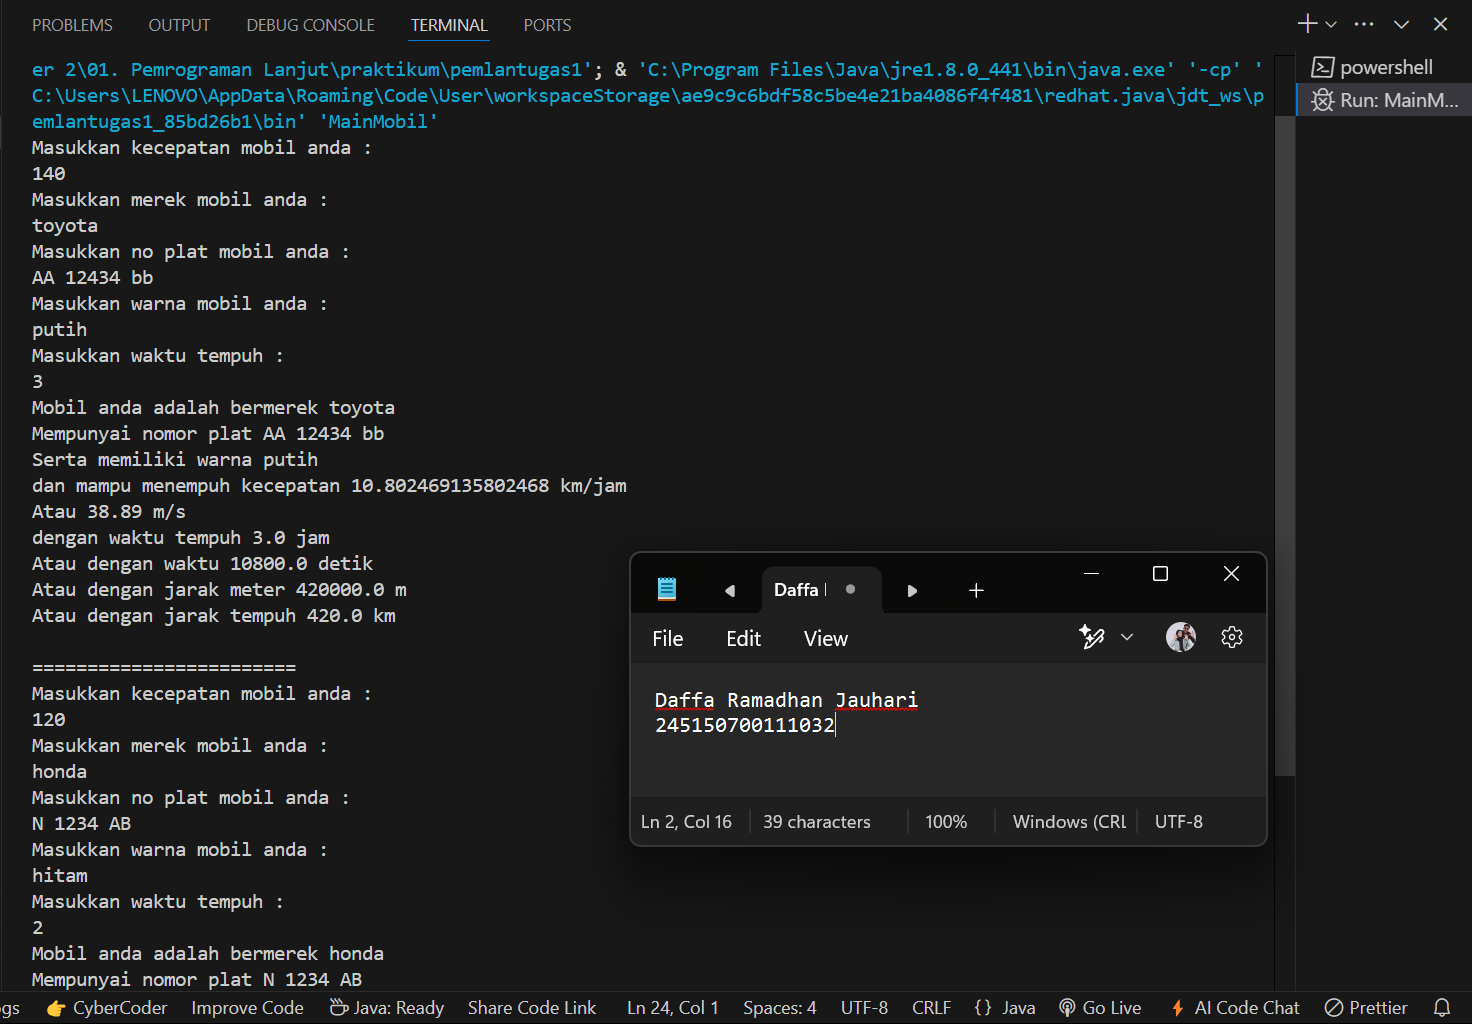 PROBLEMS OUTPUT DEBUG CONSOLE TERMINAL PORTS
er 2\01. Pemrograman Lanjut\praktikum\pemlantugas1'; & 'C:\Program Files\Java\jre1.8.0_441\bin\java.exe' '-cp' '
C:\Users\LENOVO\AppData\Roaming\Code\User\workspaceStorage\ae9c9c6bdf58c5be4e21ba4086f4f481\redhat.java\jdt_ws\p
emlantugas1_85bd26b1\bin' 'MainMobil'
Masukkan kecepatan mobil anda :
140
Masukkan merek mobil anda :
toyota
Masukkan no plat mobil anda :
AA 12434 bb
Masukkan warna mobil anda :
putih
Masukkan waktu tempuh :
3
Mobil anda adalah bermerek toyota
Mempunyai nomor plat AA 12434 bb
Serta memiliki warna putih
dan mampu menempuh kecepatan 10.802469135802468 km/jam
Atau 38.89 m/s
dengan waktu tempuh 3.0 jam
Atau dengan waktu 10800.0 detik
Atau dengan jarak meter 420000.0 m
Atau dengan jarak tempuh 420.0 km
========================
Masukkan kecepatan mobil anda :
120
Masukkan merek mobil anda :
honda
Masukkan no plat mobil anda :
N 1234 AB
Masukkan warna mobil anda :
hitam
Masukkan waktu tempuh :
2
Mobil anda adalah bermerek honda
Mempunyai nomor plat N 1234 AB
powershell
Run: MainM...
Daffa
File Edit View
Daffa Ramadhan Jauhari
245150700111032
Ln 2, Col 16 39 characters 100% Windows (CRL UTF-8
gs CyberCoder Improve Code Java: Ready Share Code Link Ln 24, Col 1 Spaces: 4 UTF-8 CRLF {} Java Go Live AI Code Chat Prettier